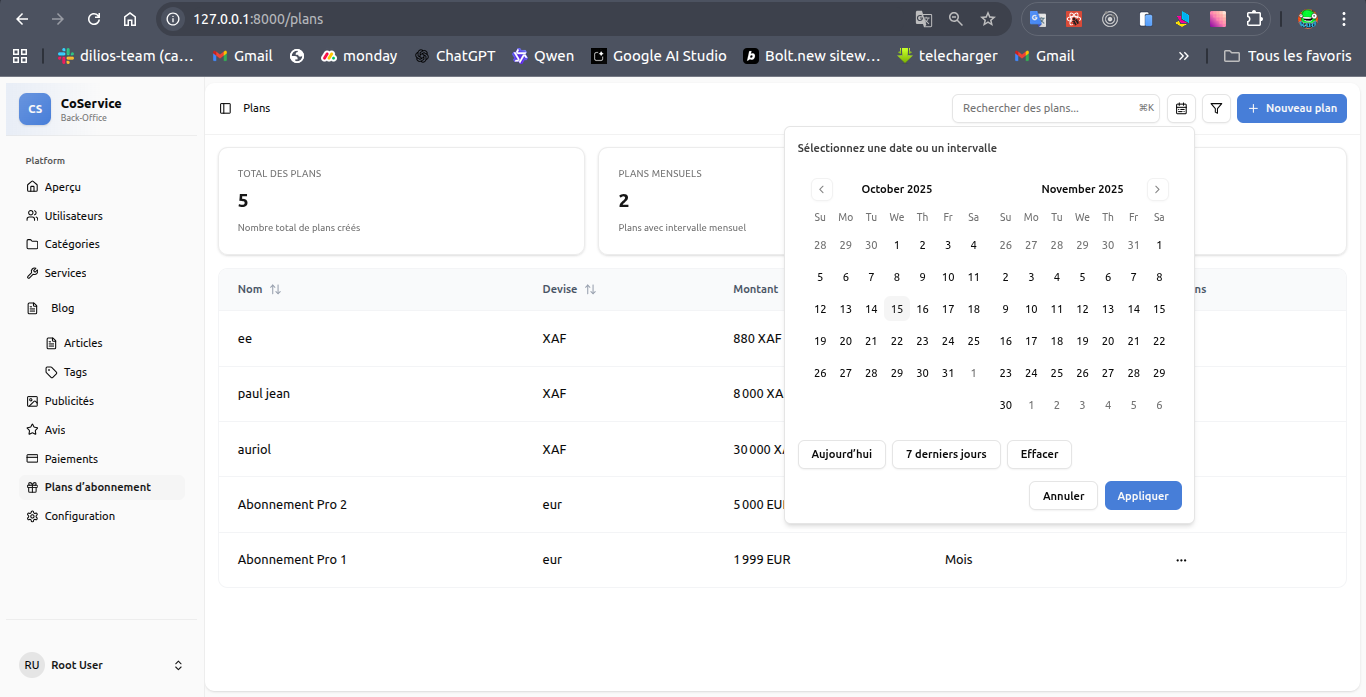 127.0.0.1:8000/plans
dilios-team (ca...
Gmail
monday
ChatGPT
Qwen
Google AI Studio
Bolt.new sitew...
telecharger
Gmail
»
Tous les favoris
CS
CoService
Back-Office
Platform
Aperçu
Utilisateurs
Catégories
Services
Blog
Articles
Tags
Publicités
Avis
Paiements
Plans d’abonnement
Configuration
RU
Root User
Plans
Rechercher des plans...
⌘K
+ Nouveau plan
TOTAL DES PLANS
5
Nombre total de plans créés
PLANS MENSUELS
2
Plans avec intervalle mensuel
Nom Devise Montant ns
ee XAF 880 XAF
paul jean XAF 8 000 XA
auriol XAF 30 000 X
Abonnement Pro 2 eur 5 000 EU
Abonnement Pro 1 eur 1 999 EUR Mois ...
Sélectionnez une date ou un intervalle
October 2025
Su Mo Tu We Th Fr Sa
28 29 30 1 2 3 4
5 6 7 8 9 10 11
12 13 14 15 16 17 18
19 20 21 22 23 24 25
26 27 28 29 30 31 1
November 2025
Su Mo Tu We Th Fr Sa
26 27 28 29 30 31 1
2 3 4 5 6 7 8
9 10 11 12 13 14 15
16 17 18 19 20 21 22
23 24 25 26 27 28 29
30 1 2 3 4 5 6
Aujourd’hui
7 derniers jours
Effacer
Annuler
Appliquer